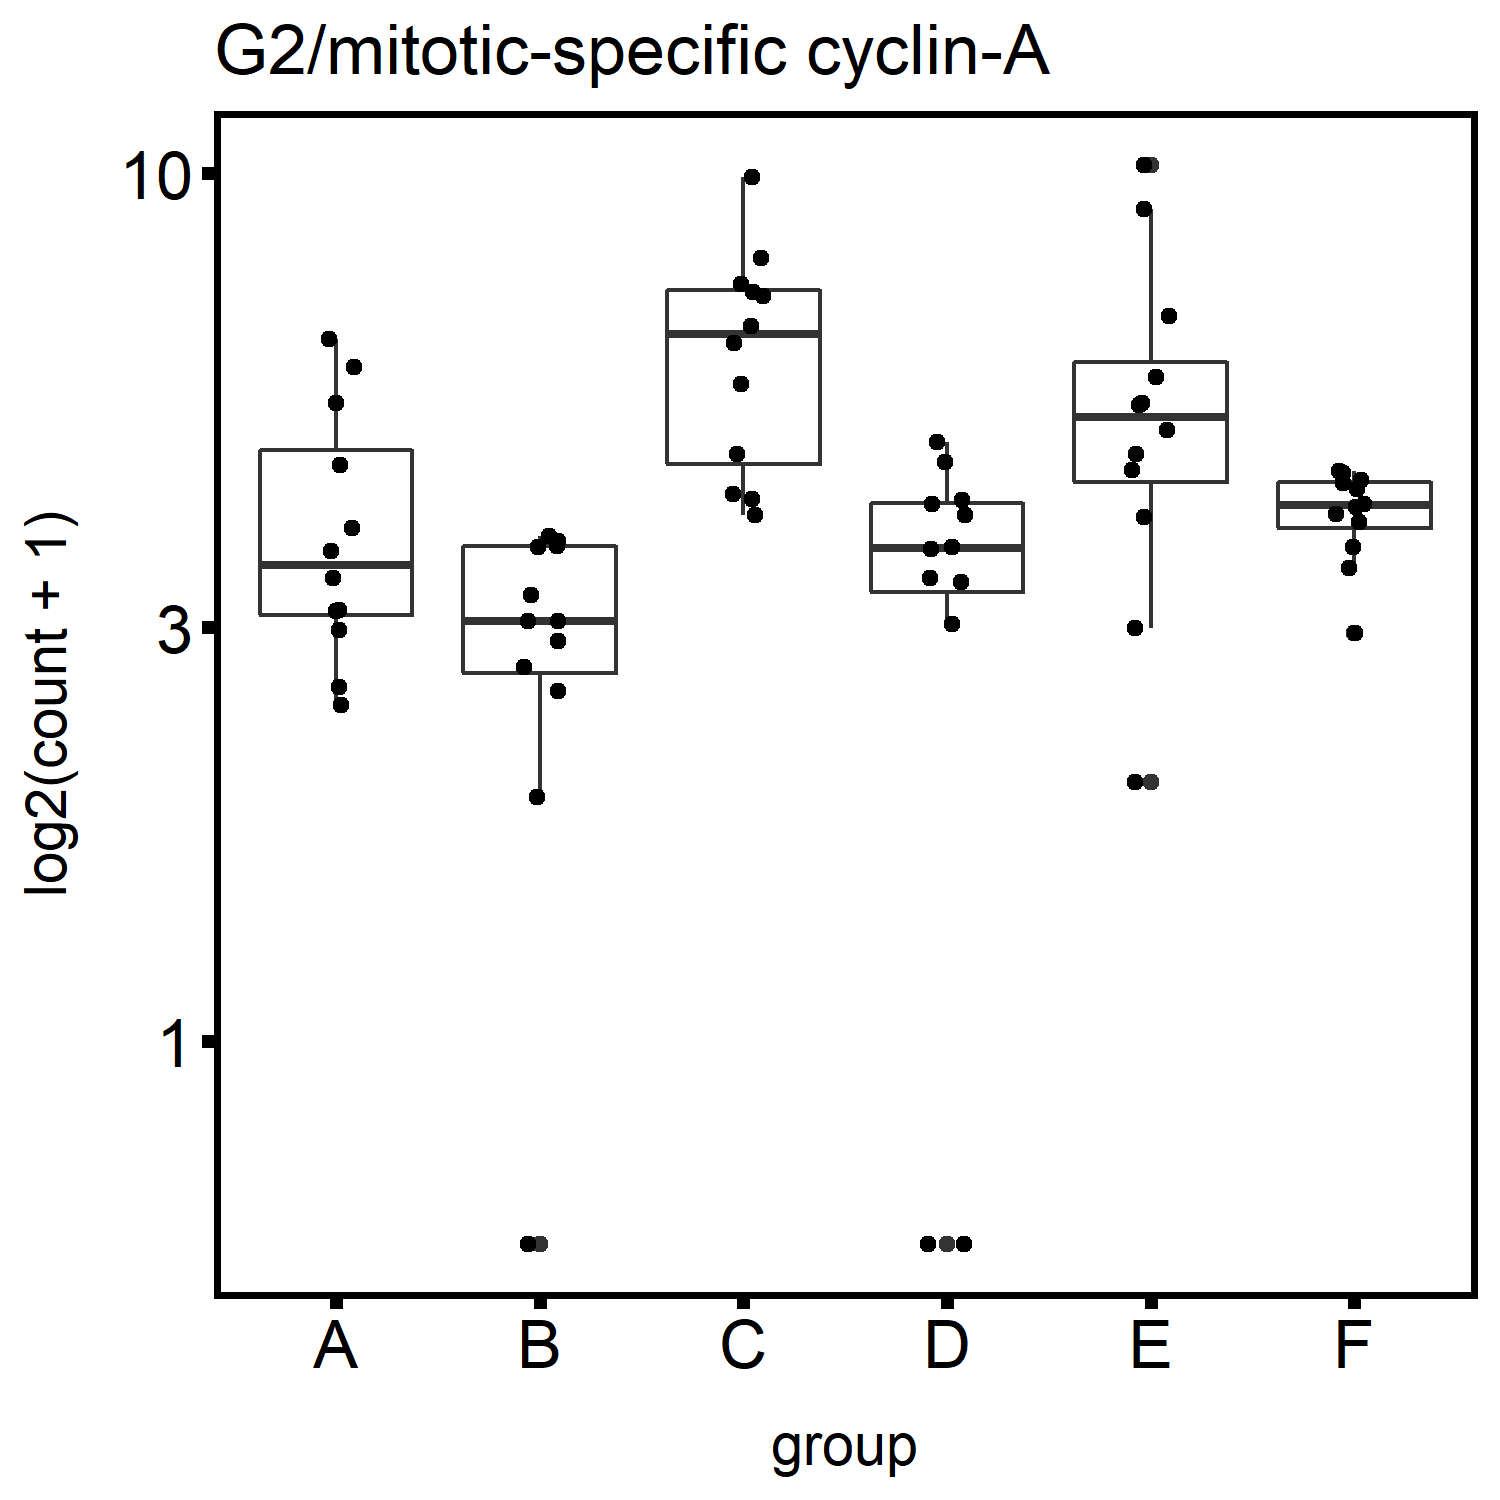 G2/mitotic-specific cyclin-A
10
3
1
log2(count + 1)
A B C D E F
group